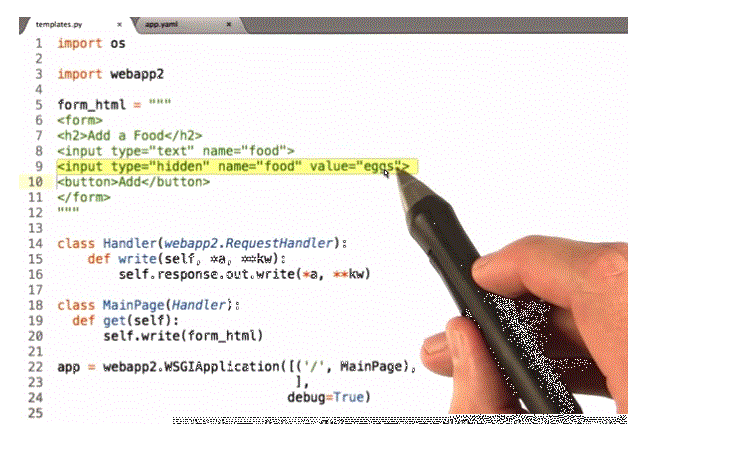 templates.py × app.yaml ×
1 import os
2
3 import webapp2
4
5 form_html = """
6 <form>
7 <h2>Add a Food</h2>
8 <input type="text" name="food">
9 <input type="hidden" name="food" value="eggs">
10 <button>Add</button>
11 </form>
12 """
13
14 class Handler(webapp2.RequestHandler):
15 def write(self, *a, **kw):
16 self.response.out.write(*a, **kw)
17
18 class MainPage(Handler):
19 def get(self):
20 self.write(form_html)
21
22 app = webapp2.WSGIApplication([('/', MainPage),
23 ],
24 debug=True)
25